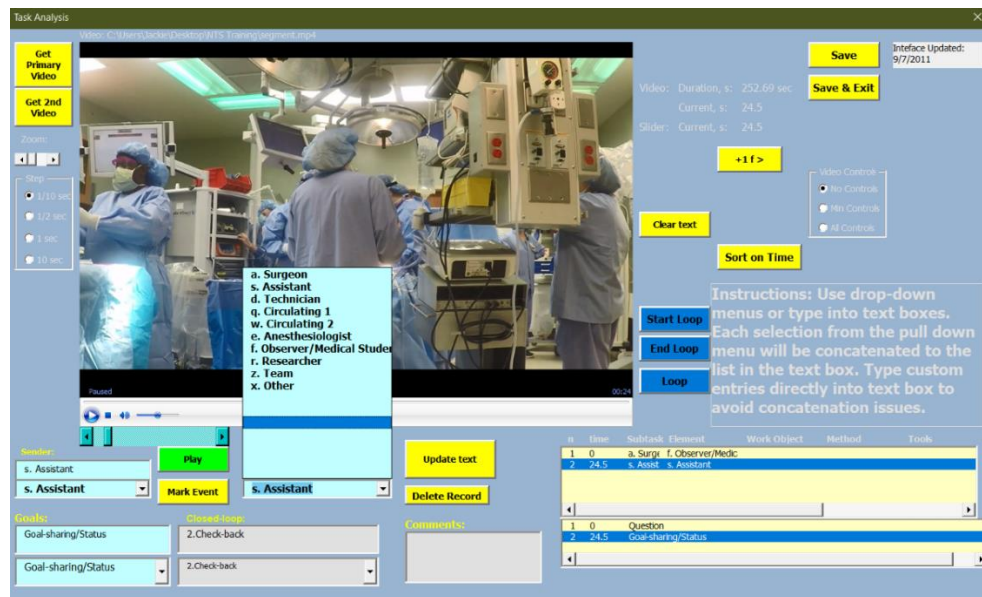 Task Analysis
Video: C:\Users\Jackie\Desktop\NTS Training\segment.mp4
Get
Primary
Video
Get 2nd
Video
Zoom:
Step
1/10 sec
1/2 sec
1 sec
10 sec
Save
Save & Exit
Inteface Updated:
9/7/2011
Video: Duration, s: 252.69 sec
Current, s: 24.5
Slider: Current, s: 24.5
+1 f >
Video Controls
No Controls
Min Controls
All Controls
Clear text
Sort on Time
Start Loop
End Loop
Loop
Instructions: Use drop-down
menus or type into text boxes.
Each selection from the pull down
menu will be concatenated to the
list in the text box. Type custom
entries directly into text box to
avoid concatenation issues.
a. Surgeon
s. Assistant
d. Technician
q. Circulating 1
w. Circulating 2
e. Anesthesiologist
f. Observer/Medical Studen
r. Researcher
z. Team
x. Other
Paused
00:24
Sender:
s. Assistant
s. Assistant
Play
Mark Event
s. Assistant
Update text
Delete Record
n time Subtask Element Work Object Method Tools
1 0 a. Surge f. Observer/Medic
2 24.5 s. Assist s. Assistant
Goals:
Goal-sharing/Status
Goal-sharing/Status
Closed-loop:
2.Check-back
2.Check-back
Comments:
1 0 Question
2 24.5 Goal-sharing/Status